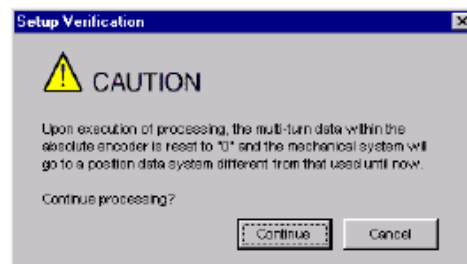 Setup Verification
CAUTION
Upon execution of processing, the multi-turn data within the
absolute encoder is reset to "0" and the mechanical system will
go to a position data system different from that used until now.
Continue processing?
Continue Cancel